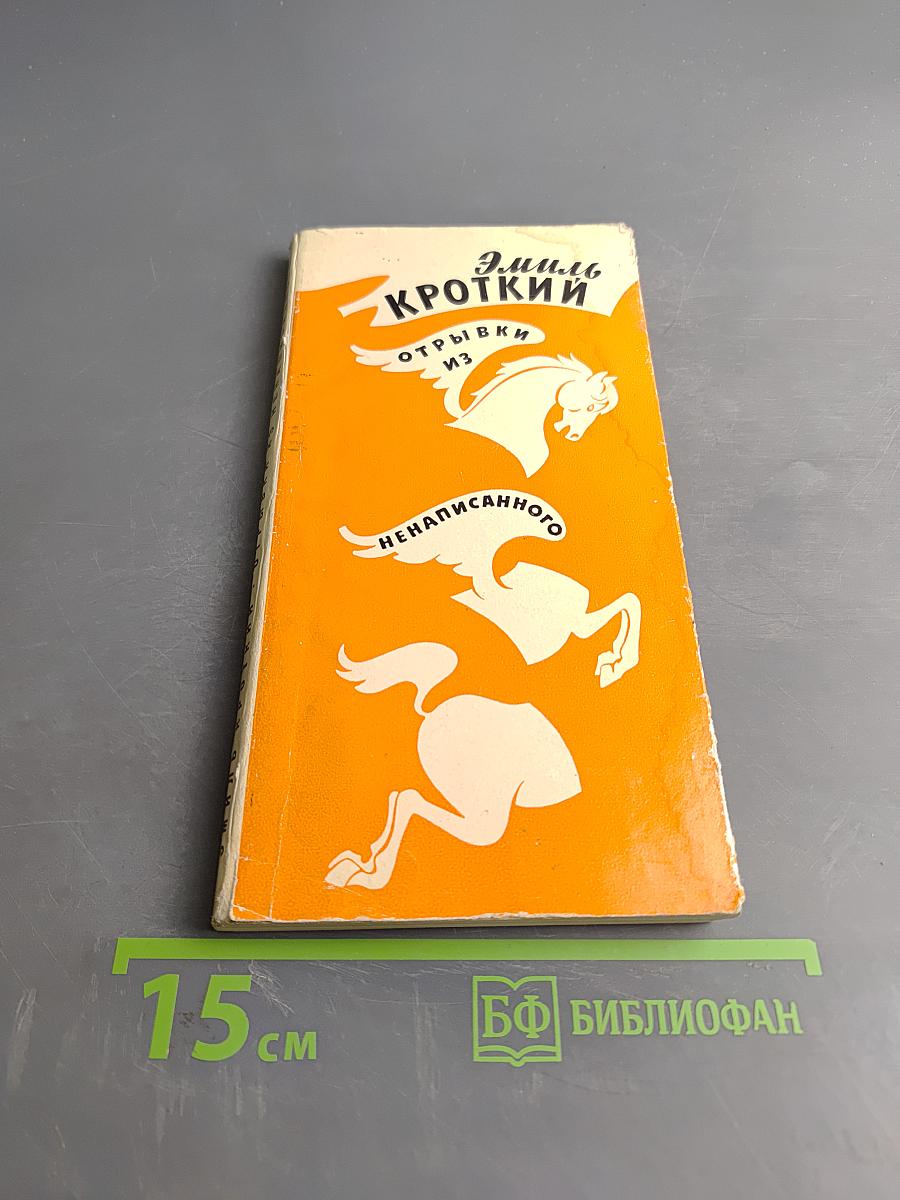 Эмиль
КРОТКИЙ
ОТРЫВКИ
ИЗ
НЕНАПИСАННОГО
15 см
БФ БИБЛИОФАН